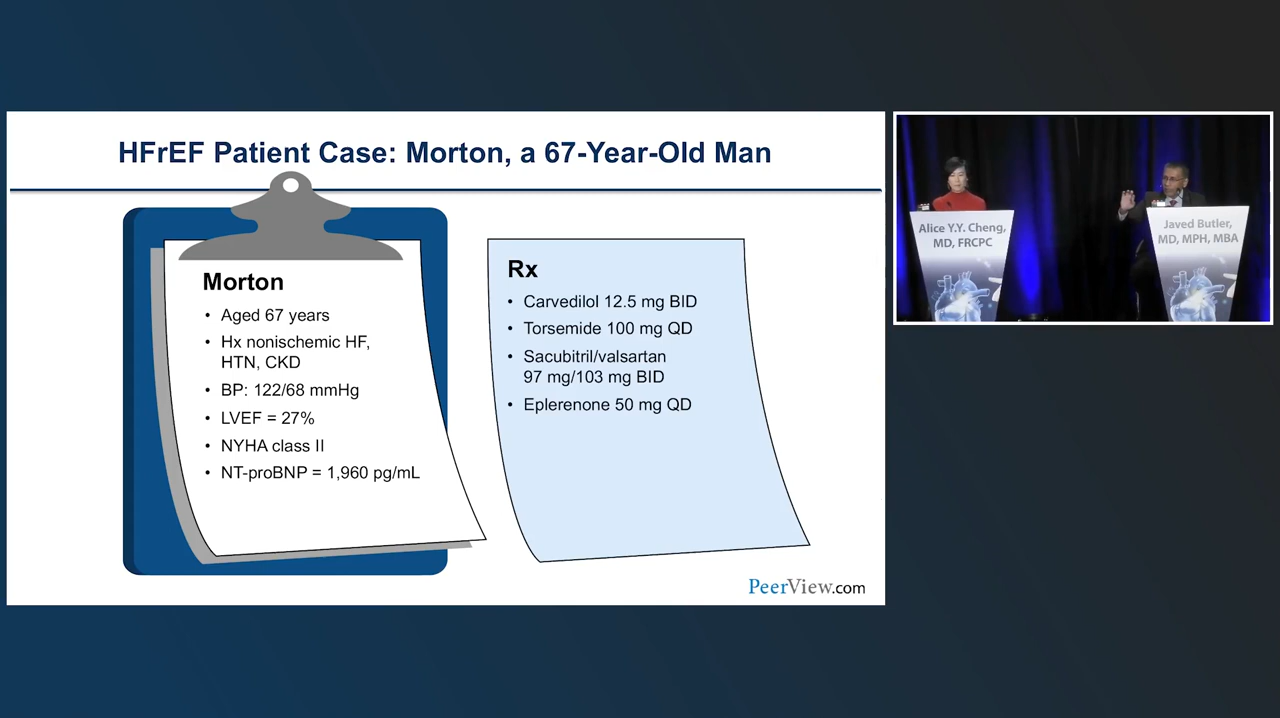 HFrEF Patient Case: Morton, a 67-Year-Old Man
Morton
• Aged 67 years
• Hx nonischemic HF,
HTN, CKD
• BP: 122/68 mmHg
• LVEF = 27%
• NYHA class II
• NT-proBNP = 1,960 pg/mL
Rx
• Carvedilol 12.5 mg BID
• Torsemide 100 mg QD
• Sacubitril/valsartan
97 mg/103 mg BID
• Eplerenone 50 mg QD
PeerView.com
Alice Y.Y. Cheng,
MD, FRCPC
Javed Butler,
MD, MPH, MBA